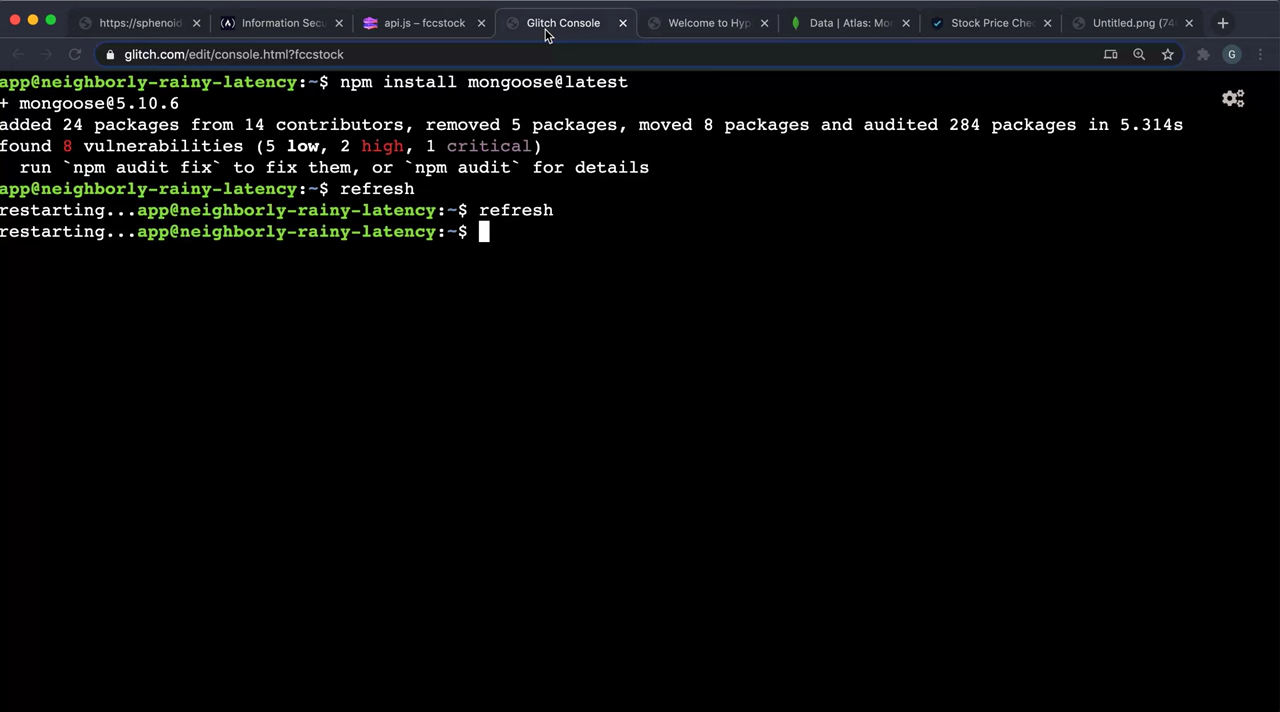 https://sphenoid
Information Secu
api.js – fccstock
Glitch Console
Welcome to Hyp
Data | Atlas: Mon
Stock Price Chec
Untitled.png (74
glitch.com/edit/console.html?fccstock
G
app@neighborly-rainy-latency:~$ npm install mongoose@latest
+ mongoose@5.10.6
added 24 packages from 14 contributors, removed 5 packages, moved 8 packages and audited 284 packages in 5.314s
found 8 vulnerabilities (5 low, 2 high, 1 critical)
run `npm audit fix` to fix them, or `npm audit` for details
app@neighborly-rainy-latency:~$ refresh
restarting...app@neighborly-rainy-latency:~$ refresh
restarting...app@neighborly-rainy-latency:~$